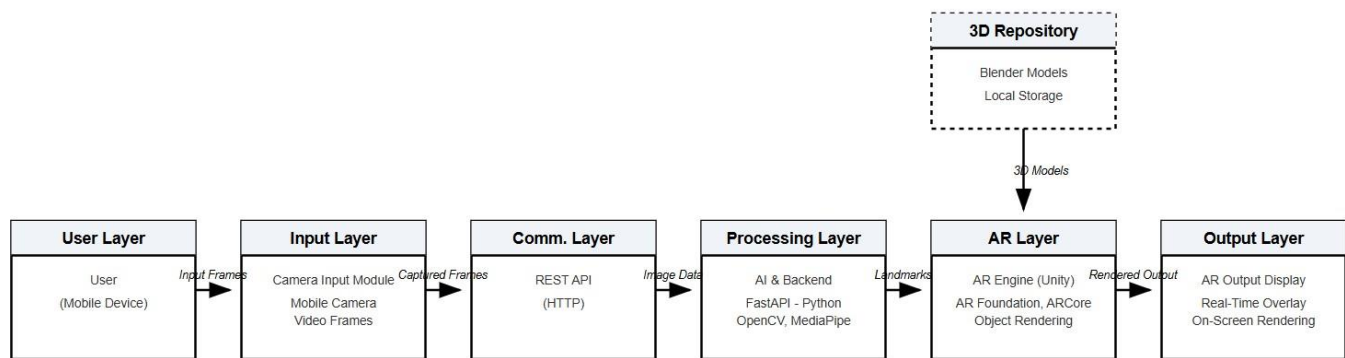 3D Repository
Blender Models
Local Storage
3D Models
User Layer
User
(Mobile Device)
Input Frames
Input Layer
Camera Input Module
Mobile Camera
Video Frames
Captured Frames
Comm. Layer
REST API
(HTTP)
Image Data
Processing Layer
AI & Backend
FastAPI - Python
OpenCV, MediaPipe
Landmarks
AR Layer
AR Engine (Unity)
AR Foundation, ARCore
Object Rendering
Rendered Output
Output Layer
AR Output Display
Real-Time Overlay
On-Screen Rendering